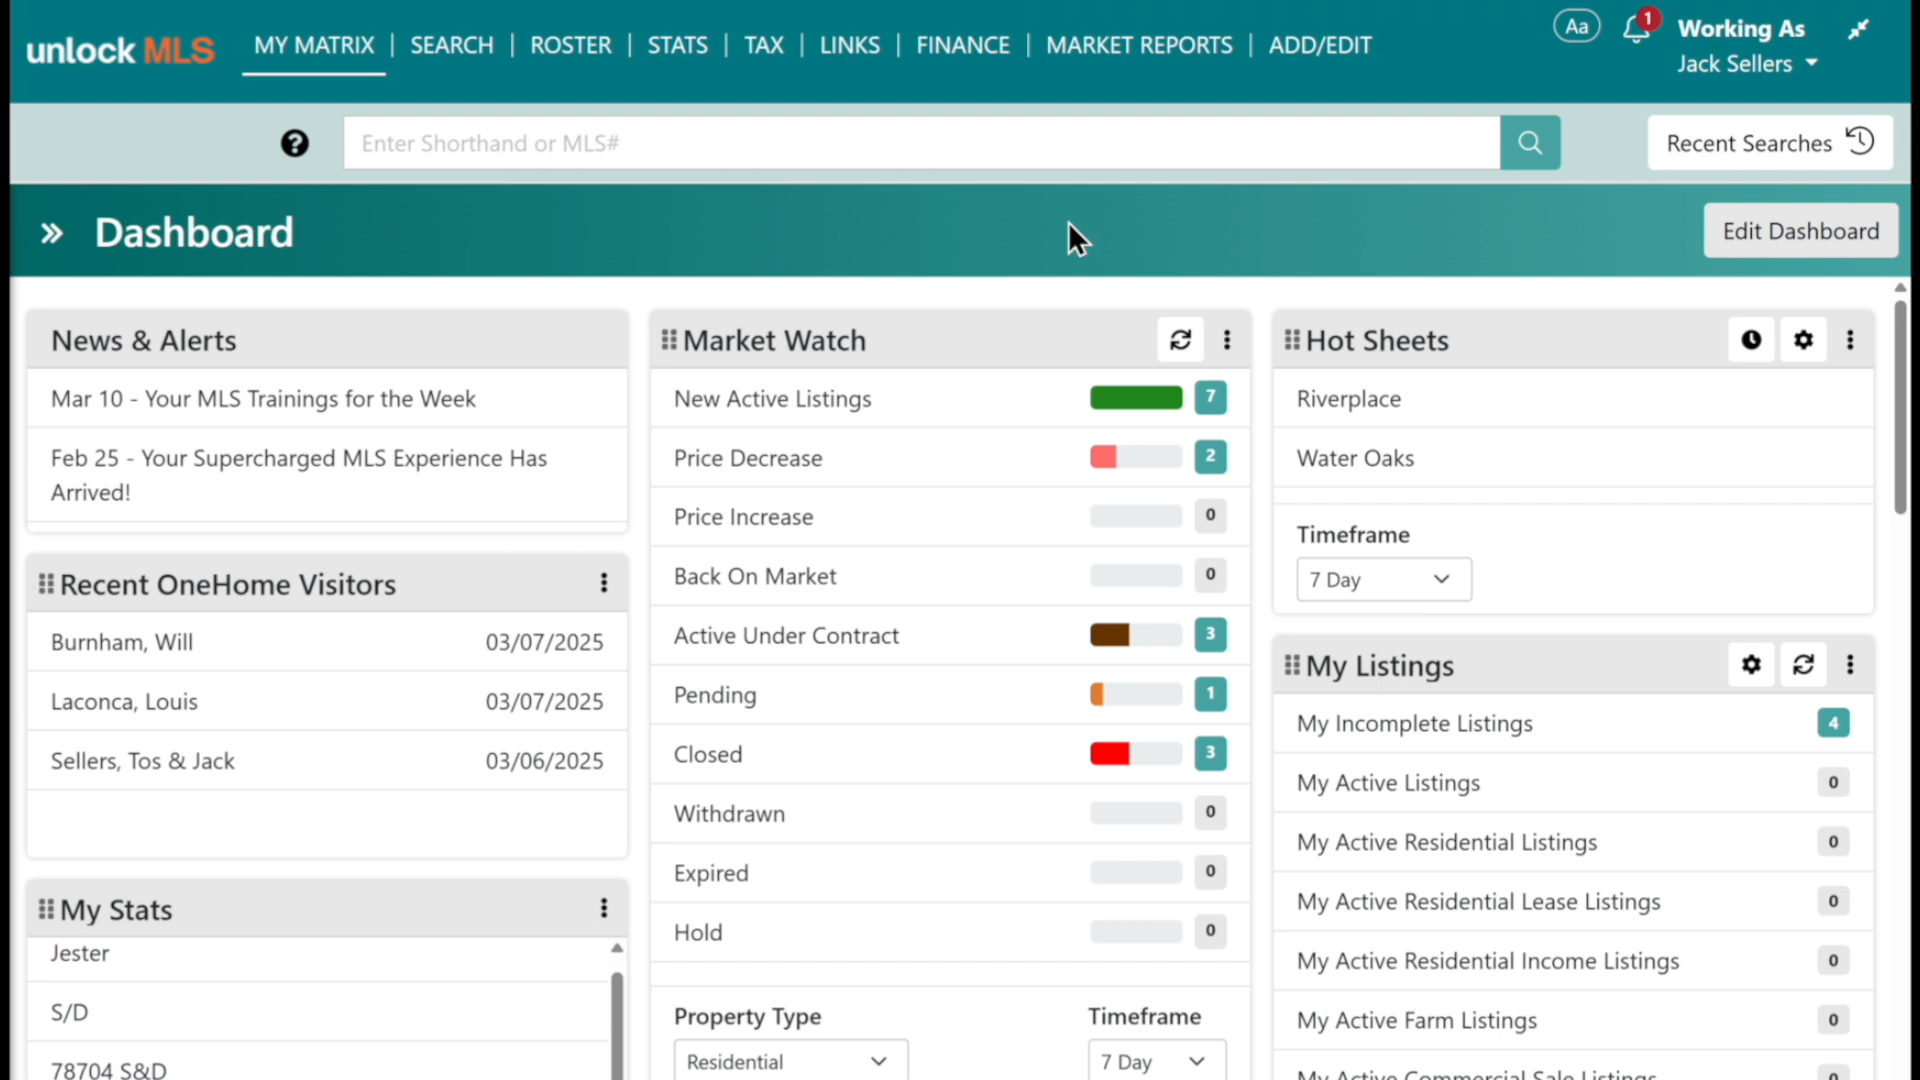 unlock MLS
MY MATRIX | SEARCH | ROSTER | STATS | TAX | LINKS | FINANCE | MARKET REPORTS | ADD/EDIT
Aa
1
Working As
Jack Sellers
?
Enter Shorthand or MLS#
Recent Searches
Dashboard
Edit Dashboard
News & Alerts
Mar 10 - Your MLS Trainings for the Week
Feb 25 - Your Supercharged MLS Experience Has
Arrived!
Recent OneHome Visitors
Burnham, Will 03/07/2025
Laconca, Louis 03/07/2025
Sellers, Tos & Jack 03/06/2025
My Stats
Jester
S/D
78704 S&D
Market Watch
New Active Listings 7
Price Decrease 2
Price Increase 0
Back On Market 0
Active Under Contract 3
Pending 1
Closed 3
Withdrawn 0
Expired 0
Hold 0
Property Type Timeframe
Residential 7 Day
Hot Sheets
Riverplace
Water Oaks
Timeframe
7 Day
My Listings
My Incomplete Listings 4
My Active Listings 0
My Active Residential Listings 0
My Active Residential Lease Listings 0
My Active Residential Income Listings 0
My Active Farm Listings 0
My Active Commercial Sale Listings 0